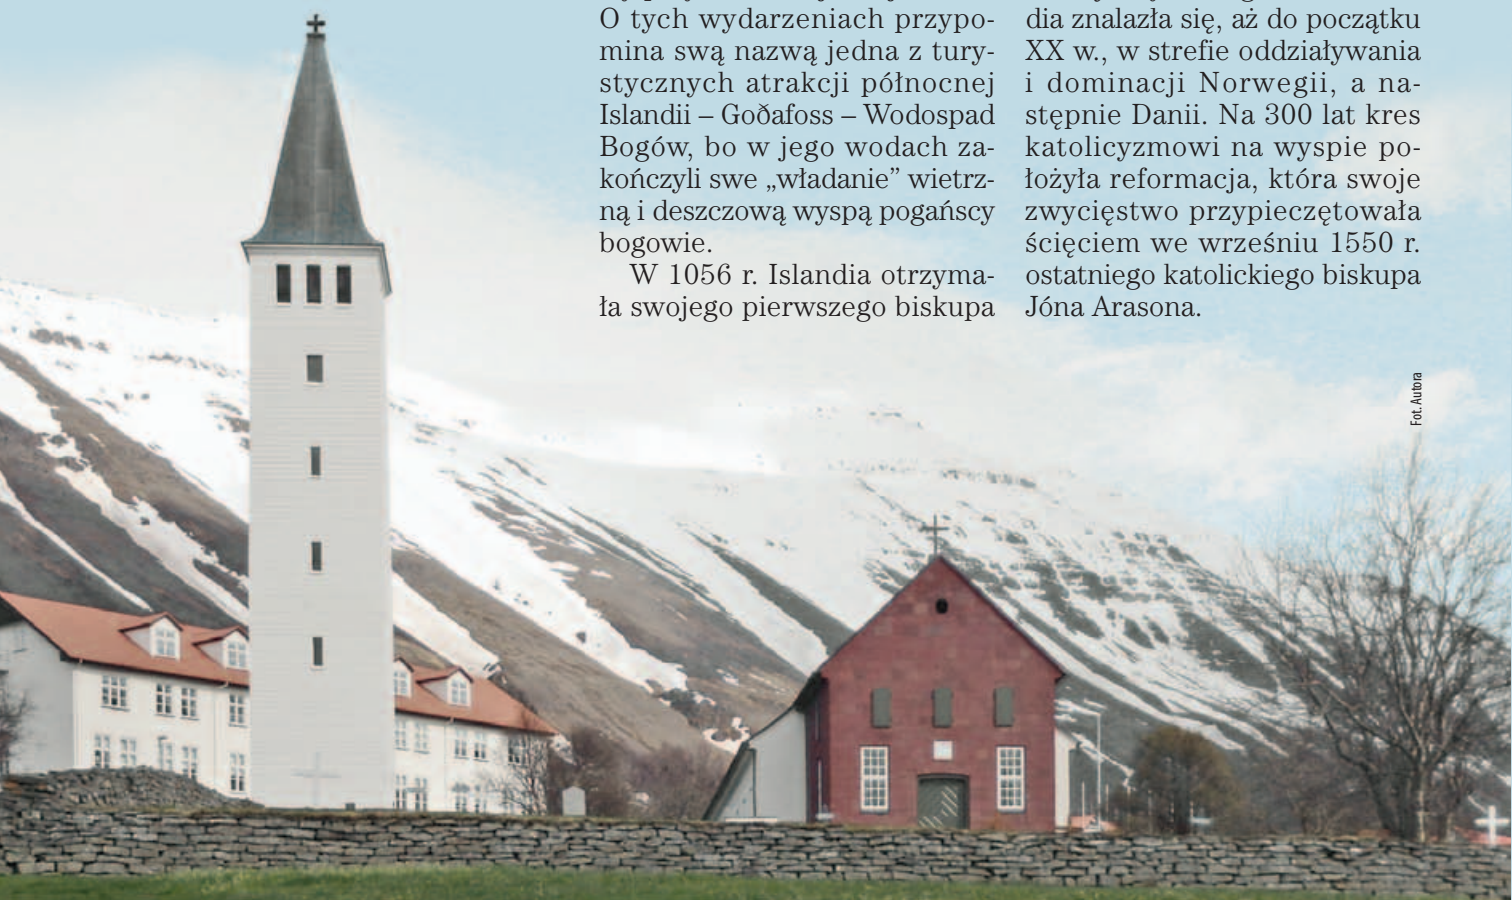 O tych wydarzeniach przypo-
mina swą nazwą jedna z tury-
stycznych atrakcji północnej
Islandii – Goðafoss – Wodospad
Bogów, bo w jego wodach za-
kończyli swe „władanie” wietrz-
ną i deszczową wyspą pogańscy
bogowie.
W 1056 r. Islandia otrzyma-
ła swojego pierwszego biskupa
dia znalazła się, aż do początku
XX w., w strefie oddziaływania
i dominacji Norwegii, a na-
stępnie Danii. Na 300 lat kres
katolicyzmowi na wyspie po-
łożyła reformacja, która swoje
zwycięstwo przypieczętowała
ścięciem we wrześniu 1550 r.
ostatniego katolickiego biskupa
Jóna Arasona.
Fot. Autora